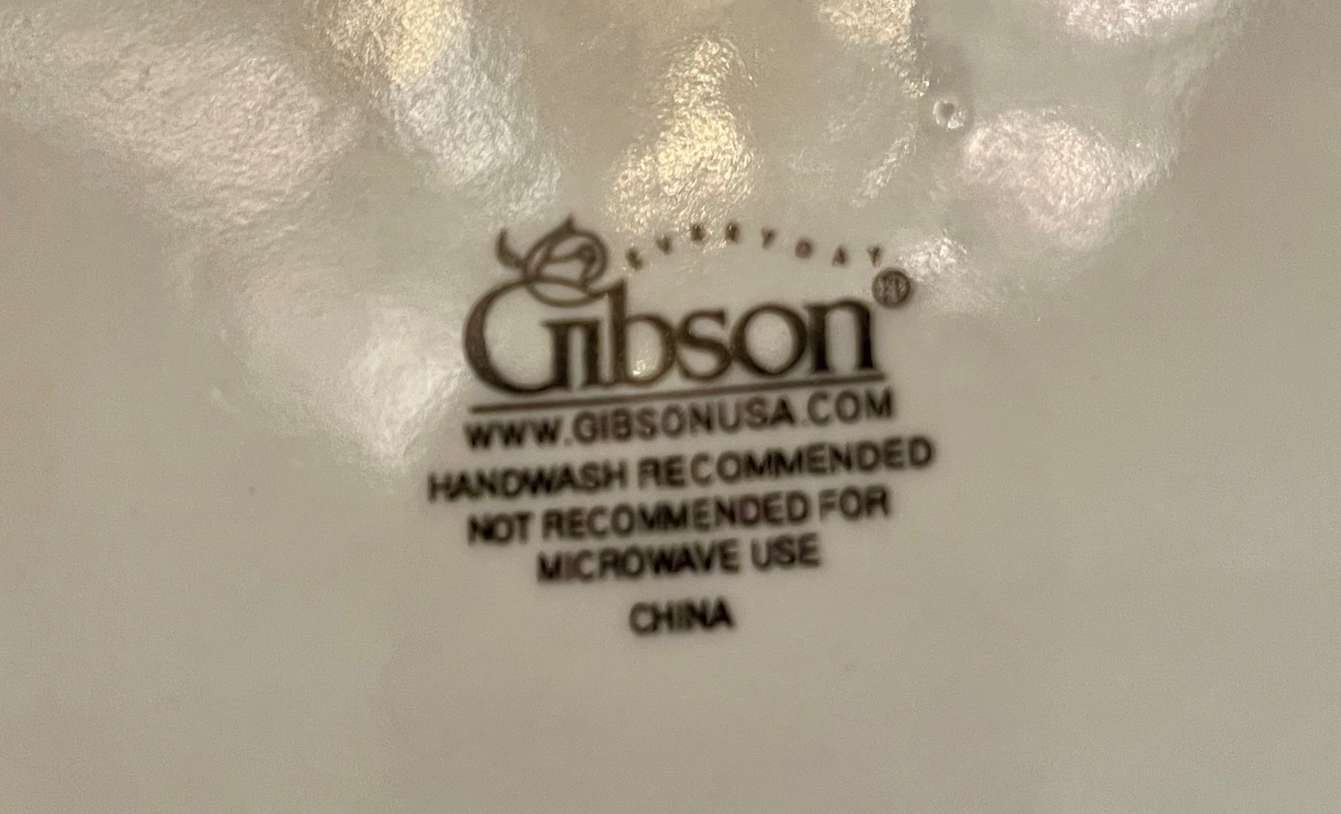 EVERYDAY
Gibson®
WWW.GIBSONUSA.COM
HANDWASH RECOMMENDED
NOT RECOMMENDED FOR
MICROWAVE USE
CHINA